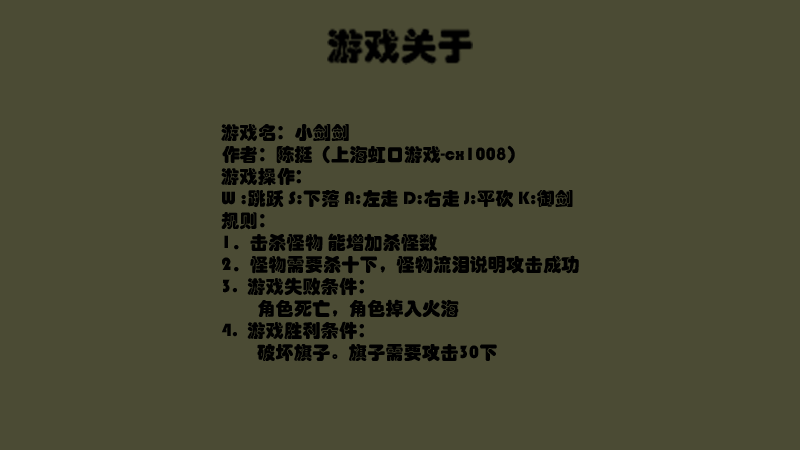 游戏关于
游戏名：小剑剑
作者：陈挺（上海虹口游戏-cx1008）
游戏操作：
W :跳跃 S:下落 A:左走 D:右走 J:平砍 K:御剑
规则：
1．击杀怪物 能增加杀怪数
2．怪物需要杀十下，怪物流泪说明攻击成功
3．游戏失败条件：
角色死亡，角色掉入火海
4．游戏胜利条件：
破坏旗子。旗子需要攻击30下